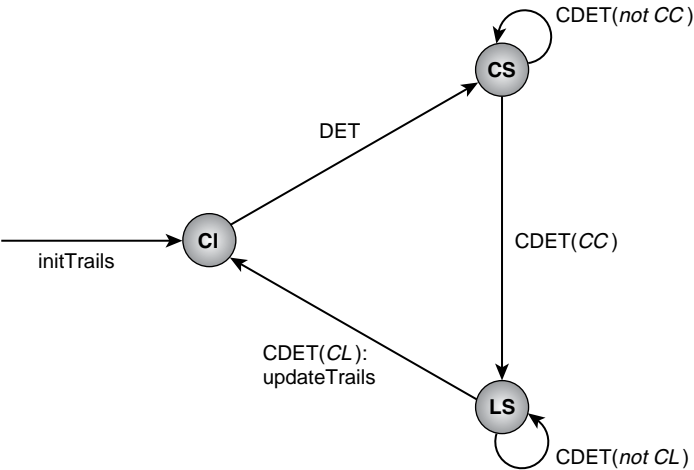 CDET(not CC)
CS
DET
CI
initTrails
CDET(CC)
CDET(CL):
updateTrails
LS
CDET(not CL)